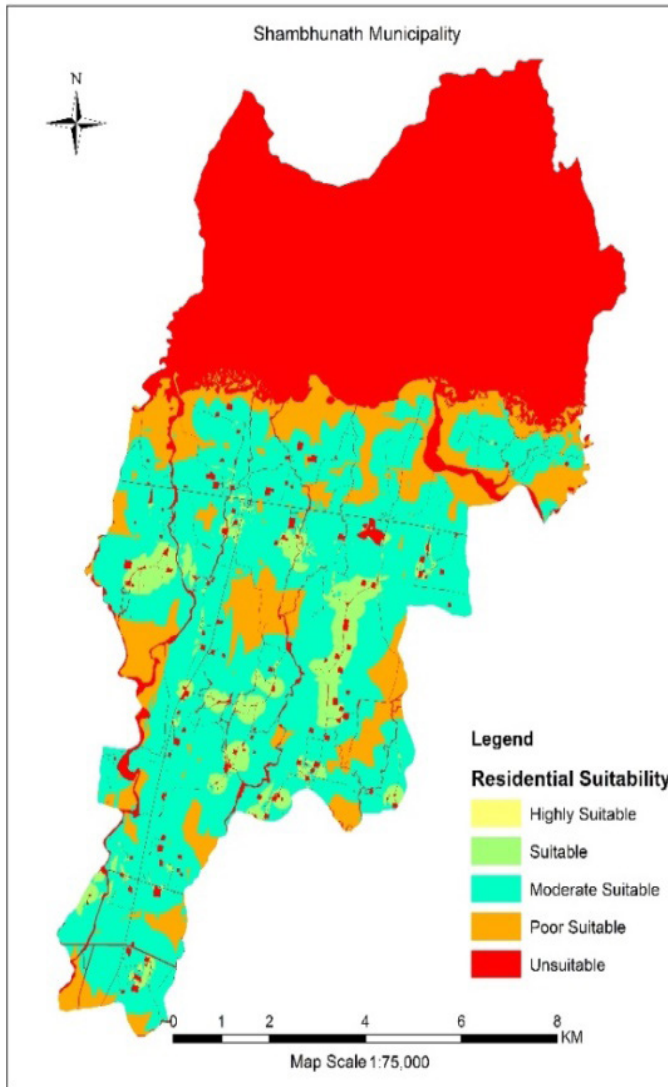 Shambhunath Municipality
N
Legend
Residential Suitability
Highly Suitable
Suitable
Moderate Suitable
Poor Suitable
Unsuitable
0 1 2 4 6 8
KM
Map Scale 1:75,000